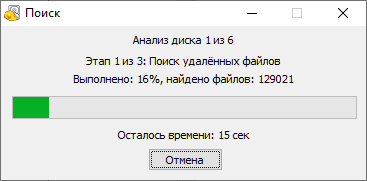 Поиск
Анализ диска 1 из 6
Этап 1 из 3: Поиск удалённых файлов
Выполнено: 16%, найдено файлов: 129021
Осталось времени: 15 сек
Отмена